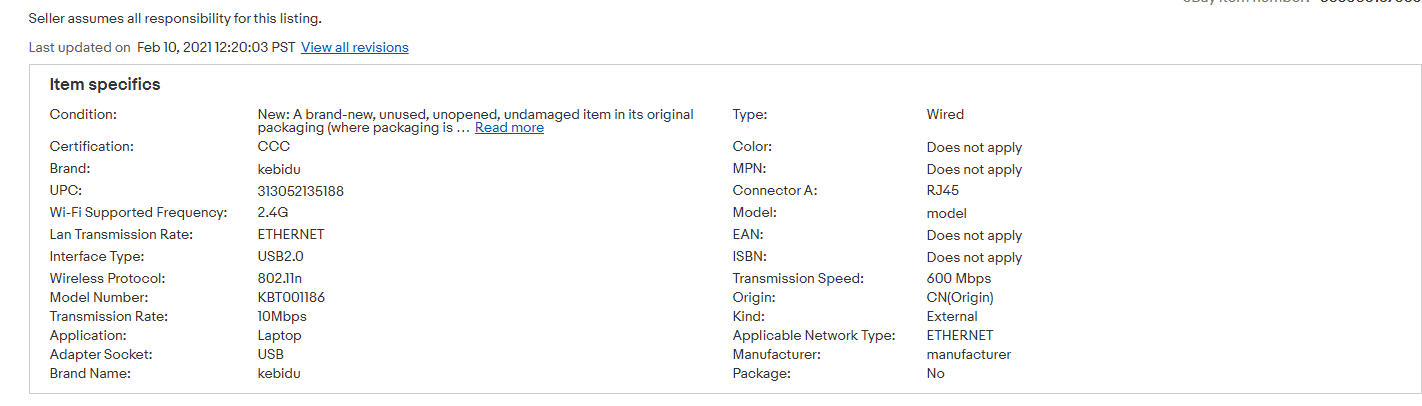 Seller assumes all responsibility for this listing.
Last updated on Feb 10, 2021 12:20:03 PST View all revisions
Item specifics
Condition: New: A brand-new, unused, unopened, undamaged item in its original packaging (where packaging is ... Read more
Type: Wired
Certification: CCC
Color: Does not apply
Brand: kebidu
MPN: Does not apply
UPC: 313052135188
Connector A: RJ45
Wi-Fi Supported Frequency: 2.4G
Model: model
Lan Transmission Rate: ETHERNET
EAN: Does not apply
Interface Type: USB2.0
ISBN: Does not apply
Wireless Protocol: 802.11n
Transmission Speed: 600 Mbps
Model Number: KBT001186
Origin: CN(Origin)
Transmission Rate: 10Mbps
Kind: External
Application: Laptop
Applicable Network Type: ETHERNET
Adapter Socket: USB
Manufacturer: manufacturer
Brand Name: kebidu
Package: No